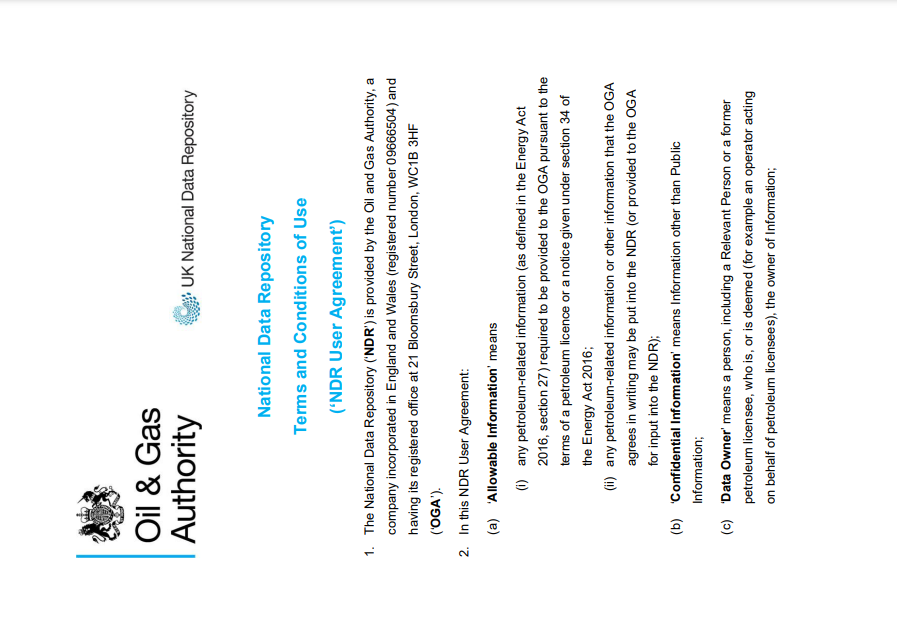 Oil & Gas
Authority
UK National Data Repository
National Data Repository
Terms and Conditions of Use
('NDR User Agreement')
1. The National Data Repository ('NDR') is provided by the Oil and Gas Authority, a
company incorporated in England and Wales (registered number 09666504) and
having its registered office at 21 Bloomsbury Street, London, WC1B 3HF
('OGA').
2. In this NDR User Agreement:
(a) 'Allowable Information' means
(i) any petroleum-related information (as defined in the Energy Act
2016, section 27) required to be provided to the OGA pursuant to the
terms of a petroleum licence or a notice given under section 34 of
the Energy Act 2016;
(ii) any petroleum-related information or other information that the OGA
agrees in writing may be put into the NDR (or provided to the OGA
for input into the NDR);
(b) 'Confidential Information' means Information other than Public
Information;
(c) 'Data Owner' means a person, including a Relevant Person or a former
petroleum licensee, who is, or is deemed (for example an operator acting
on behalf of petroleum licensees), the owner of Information;